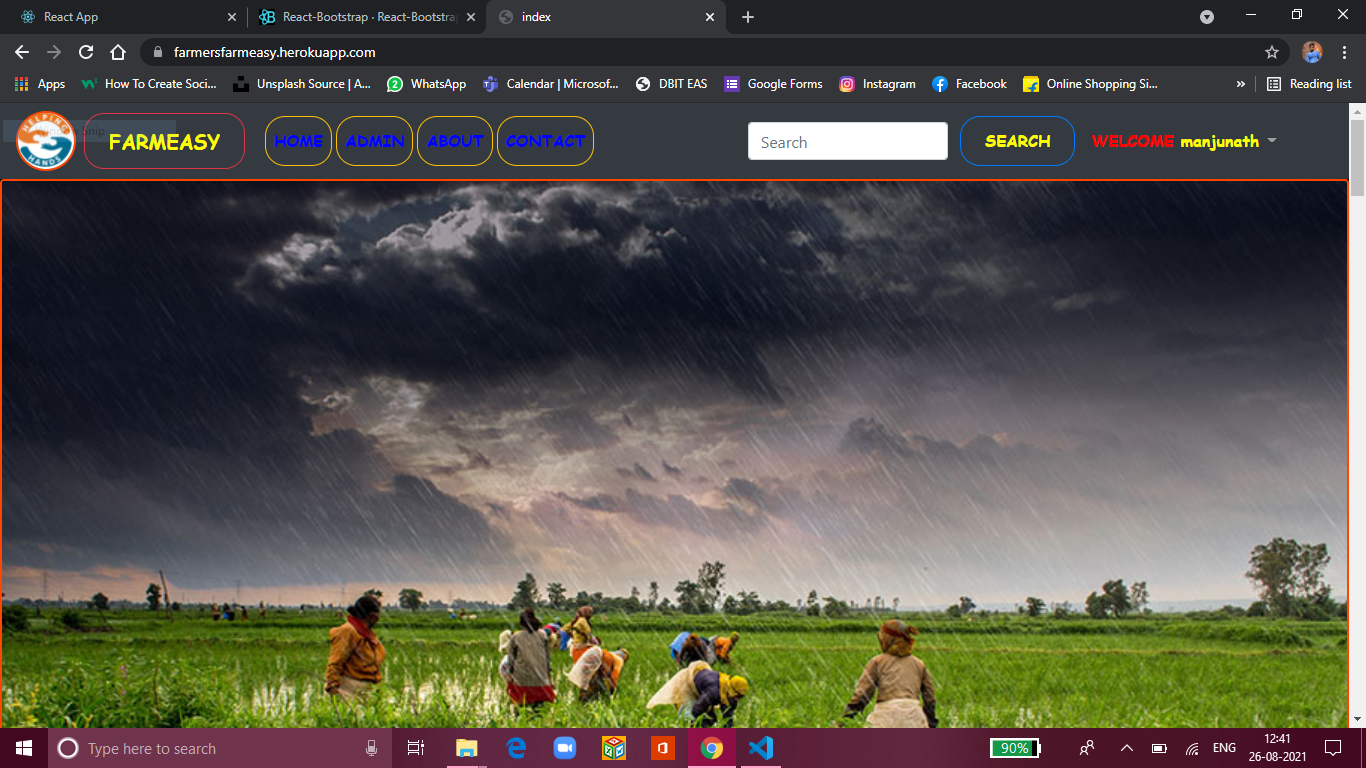 React App
React-Bootstrap · React-Bootstrap
index
farmersfarmeasy.herokuapp.com
Apps
How To Create Soci...
Unsplash Source | A...
WhatsApp
Calendar | Microsof...
DBIT EAS
Google Forms
Instagram
Facebook
Online Shopping Si...
»
Reading list
HELPING
HANDS
Snip
FARMEASY
HOME
ADMIN
ABOUT
CONTACT
Search
SEARCH
WELCOME manjunath
Type here to search
90%
ENG
12:41
26-08-2021